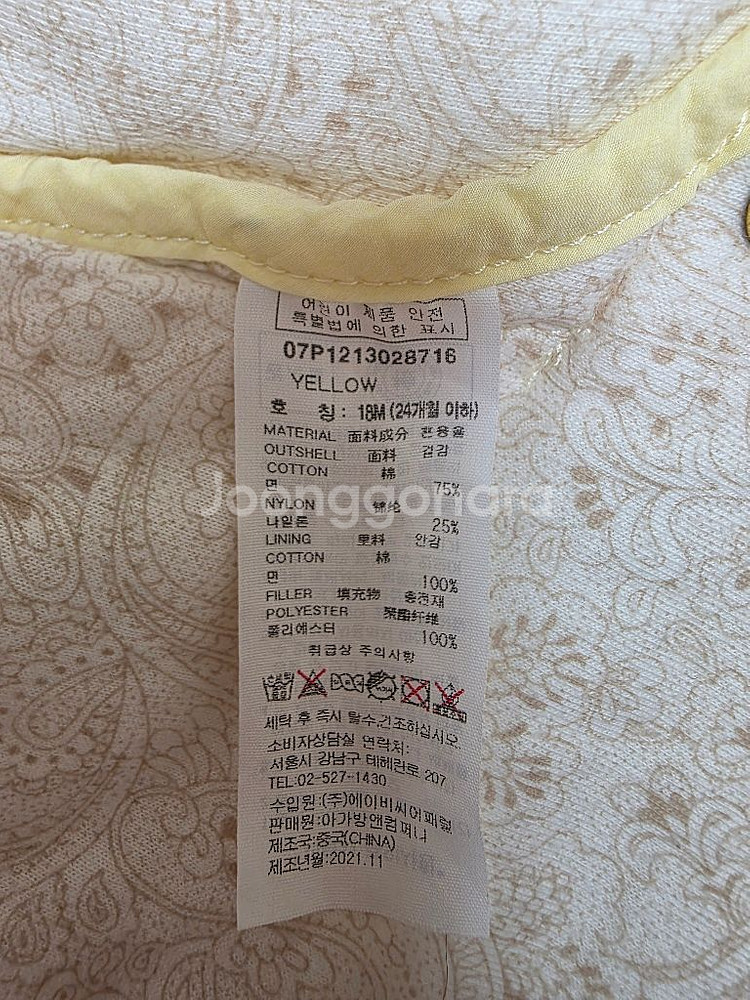 어린이 제품 안전
특별법에 의한 표시
07P1213028716
YELLOW
호 칭: 18M (24개월 이하)
MATERIAL 面料成分 혼용율
OUTSHELL 面料 겉감
COTTON 棉
면 75%
NYLON 锦纶
나일론 25%
LINING 里料 안감
COTTON 棉
면 100%
FILLER 填充物 충전재
POLYESTER 聚酯纤维
폴리에스터 100%
취급상 주의사항
세탁 후 즉시 탈수,건조하십시오.
소비자상담실 연락처:
서울시 강남구 테헤란로 207
TEL:02-527-1430
수입원:(주)에이비씨어패럴
판매원:아가방앤컴퍼니
제조국:중국(CHINA)
제조년월:2021.11
Joonggonara